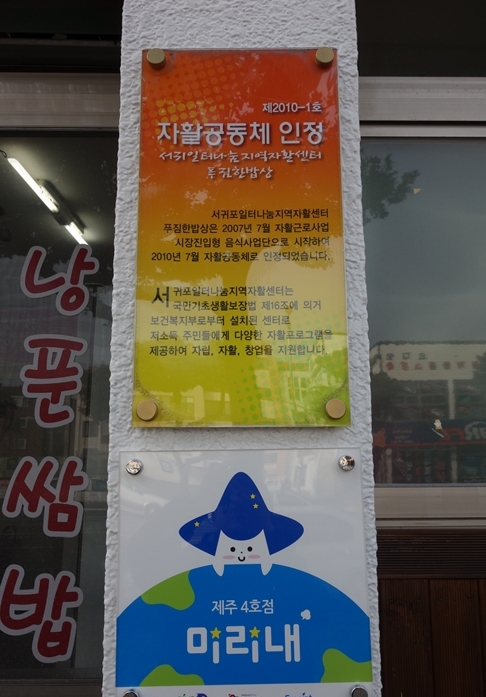 제2010-1호
자활공동체 인정
서귀일터나눔지역자활센터
푸짐한밥상
서귀포일터나눔지역자활센터
푸짐한밥상은 2007년 7월 자활근로사업
시장진입형 음식사업단으로 시작하여
2010년 7월 자활공동체로 인정되었습니다.
서귀포일터나눔지역자활센터는
국민기초생활보장법 제16조에 의거
보건복지부로부터 설치된 센터로
저소득 주민들에게 다양한 자활프로그램을
제공하여 자립, 자활, 창업을 지원합니다.
낭푼쌈밥
제주 4호점
미리내